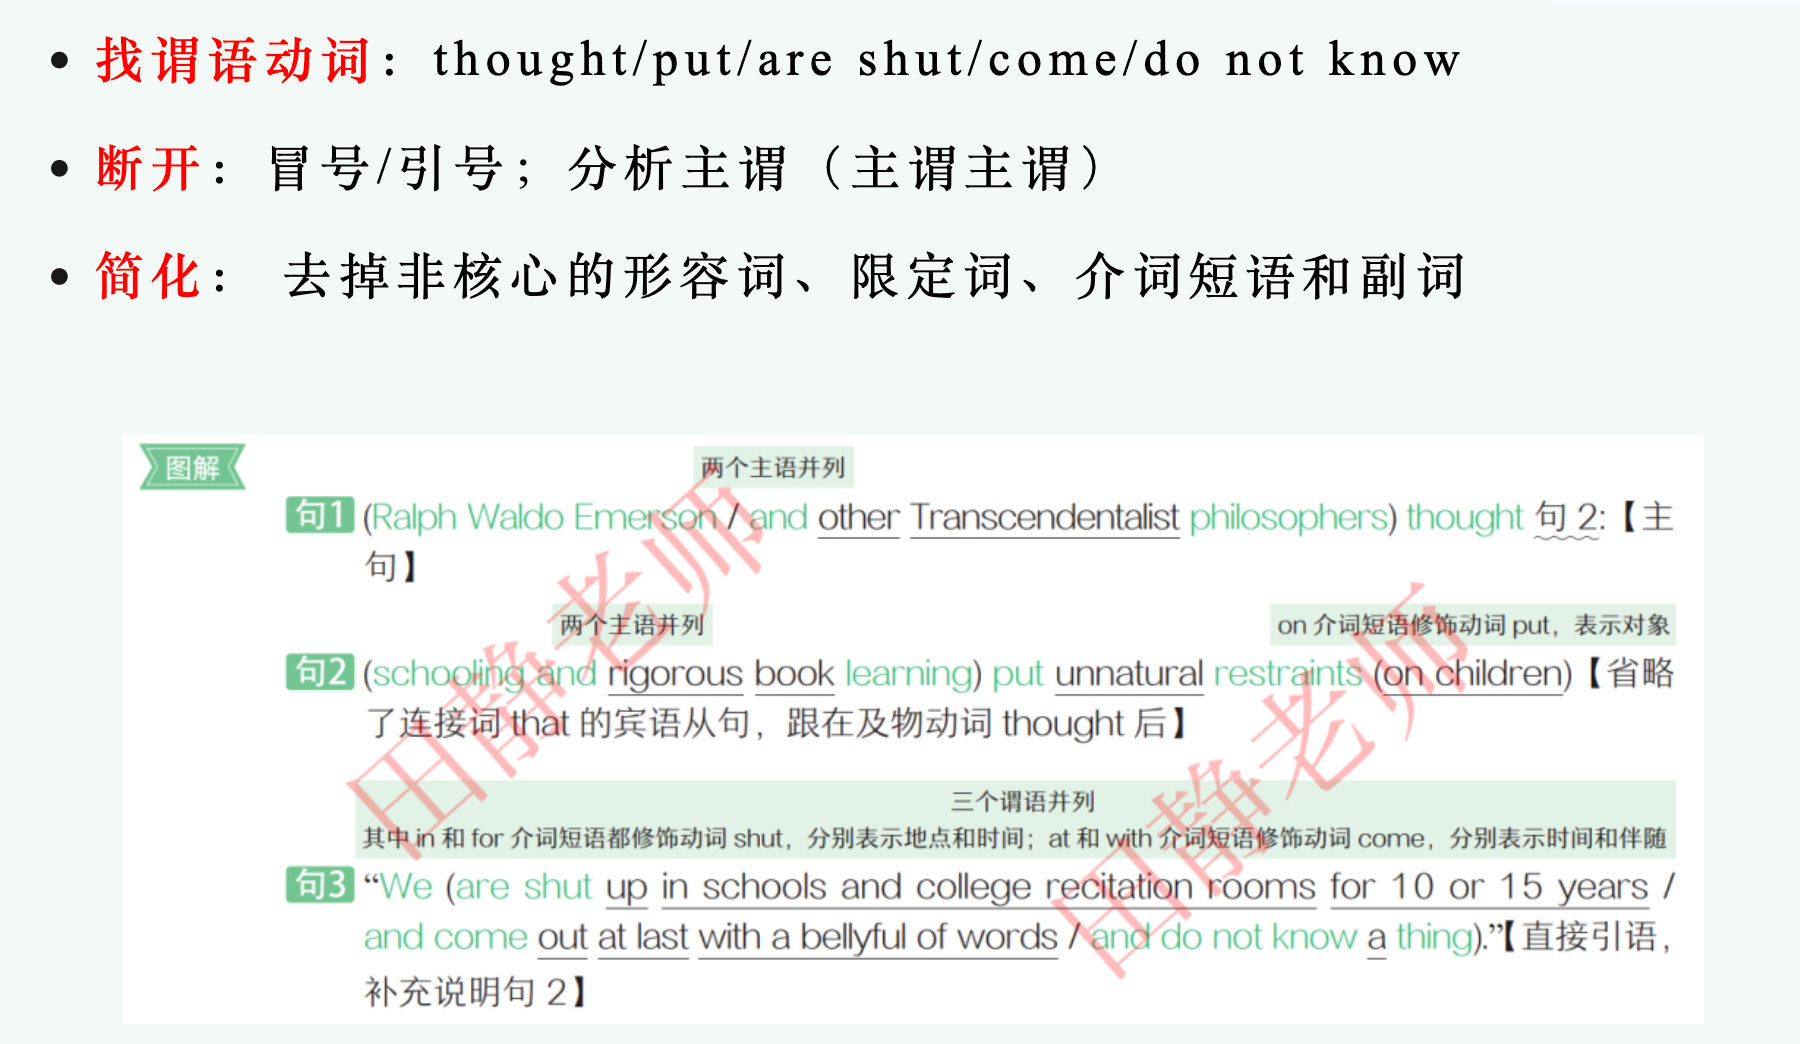 • 找谓语动词：thought/put/are shut/come/do not know
• 断开：冒号/引号；分析主谓（主谓主谓）
• 简化： 去掉非核心的形容词、限定词、介词短语和副词
图解
两个主语并列
句1 (Ralph Waldo Emerson / and other Transcendentalist philosophers) thought 句 2:【主
句】
两个主语并列
on 介词短语修饰动词 put，表示对象
句2 (schooling and rigorous book learning) put unnatural restraints (on children)【省略
了连接词 that 的宾语从句，跟在及物动词 thought 后】
三个谓语并列
其中 in 和 for 介词短语都修饰动词 shut，分别表示地点和时间；at 和 with 介词短语修饰动词 come，分别表示时间和伴随
句3 “We (are shut up in schools and college recitation rooms for 10 or 15 years /
and come out at last with a bellyful of words / and do not know a thing).”【直接引语，
补充说明句 2】
田静老师
田静老师